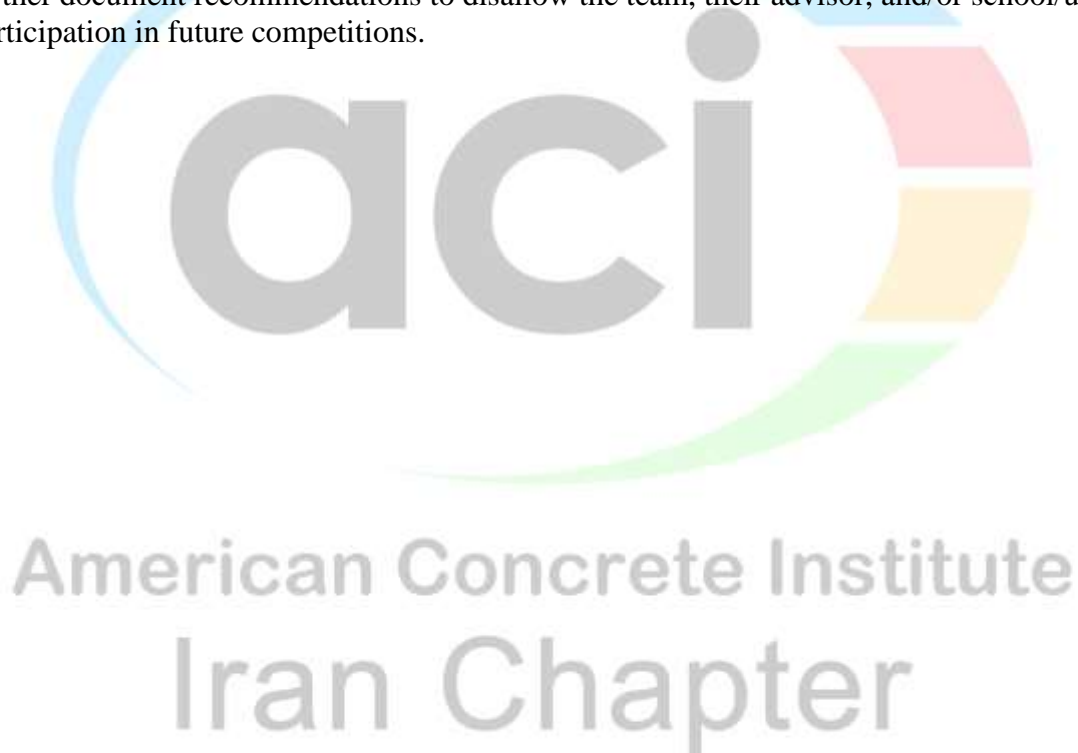 rther document recommendations to disallow the team, their advisor, and/or school/u
rticipation in future competitions.
aci
American Concrete Institute
Iran Chapter